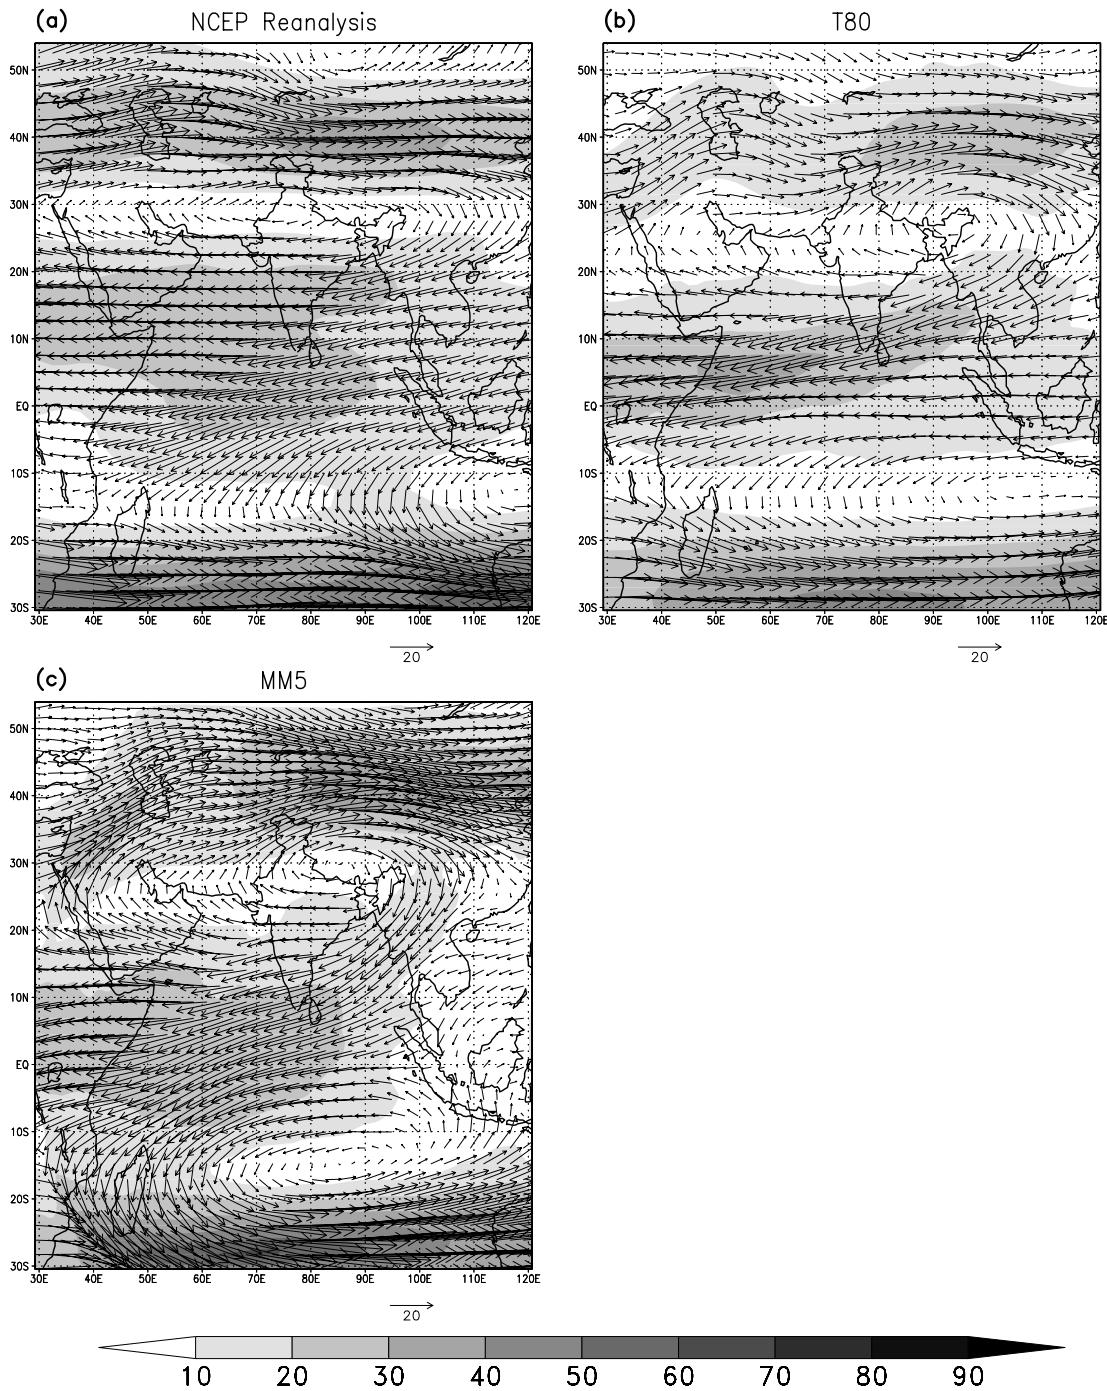 (a) NCEP Reanalysis
(b) T80
50N 50N
40N 40N
30N 30N
20N 20N
10N 10N
EQ EQ
10S 10S
20S 20S
30S 30S
30E 40E 50E 60E 70E 80E 90E 100E 110E 120E
30E 40E 50E 60E 70E 80E 90E 100E 110E 120E
20 20
(c) MM5
50N
40N
30N
20N
10N
EQ
10S
20S
30S
30E 40E 50E 60E 70E 80E 90E 100E 110E 120E
20
10 20 30 40 50 60 70 80 90